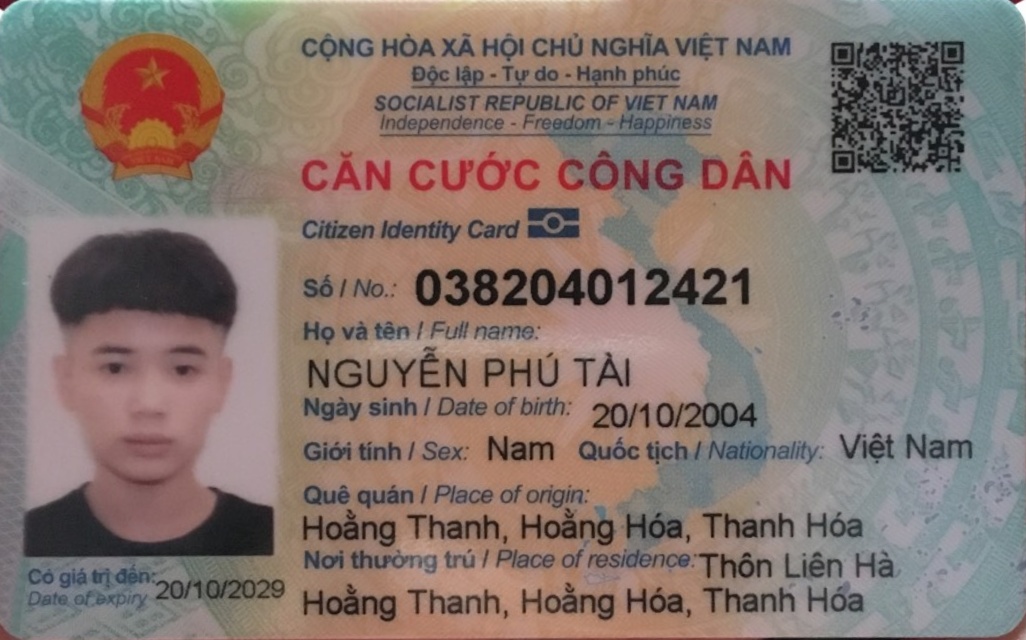 CỘNG HÒA XÃ HỘI CHỦ NGHĨA VIỆT NAM
Độc lập - Tự do - Hạnh phúc
SOCIALIST REPUBLIC OF VIET NAM
Independence - Freedom - Happiness
CĂN CƯỚC CÔNG DÂN
Citizen Identity Card
Số / No.: 038204012421
Họ và tên / Full name:
NGUYỄN PHÚ TÀI
Ngày sinh / Date of birth: 20/10/2004
Giới tính / Sex: Nam Quốc tịch / Nationality: Việt Nam
Quê quán / Place of origin:
Hoằng Thanh, Hoằng Hóa, Thanh Hóa
Nơi thường trú / Place of residence: Thôn Liên Hà
Hoằng Thanh, Hoằng Hóa, Thanh Hóa
Có giá trị đến: 20/10/2029
Date of expiry